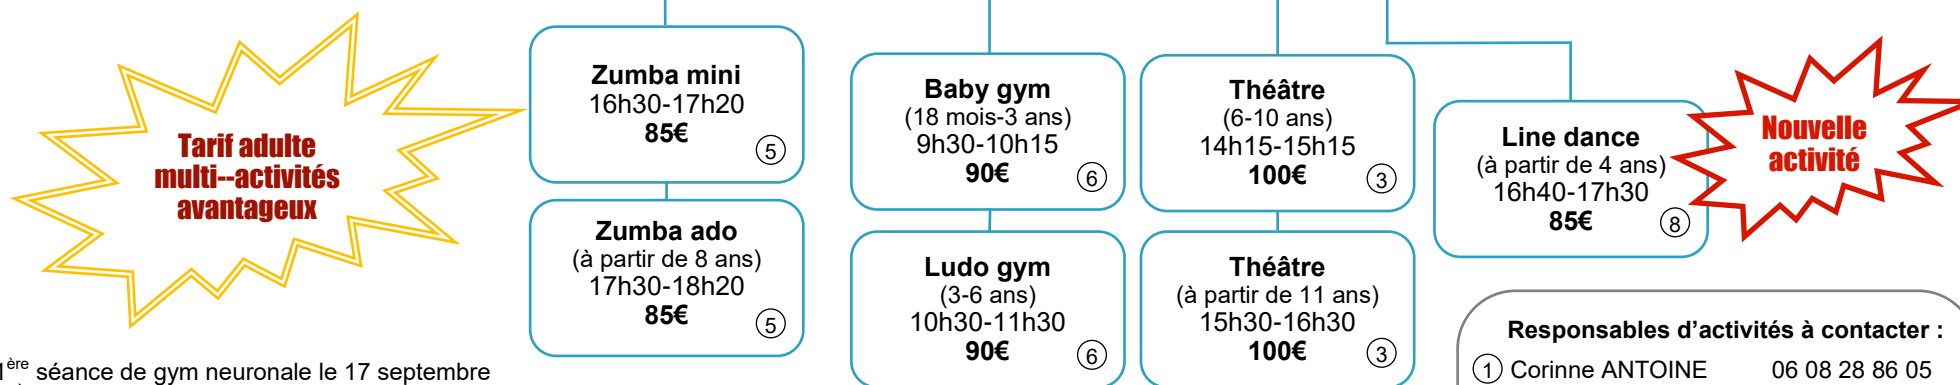 Tarif adulte
multi--activités
avantageux
Zumba mini
16h30-17h20
85€
5
Zumba ado
(à partir de 8 ans)
17h30-18h20
85€
5
Baby gym
(18 mois-3 ans)
9h30-10h15
90€
6
Ludo gym
(3-6 ans)
10h30-11h30
90€
6
Théâtre
(6-10 ans)
14h15-15h15
100€
3
Théâtre
(à partir de 11 ans)
15h30-16h30
100€
3
Line dance
(à partir de 4 ans)
16h40-17h30
85€
8
Nouvelle
activité
1ère séance de gym neuronale le 17 septembre
Responsables d’activités à contacter :
1 Corinne ANTOINE 06 08 28 86 05